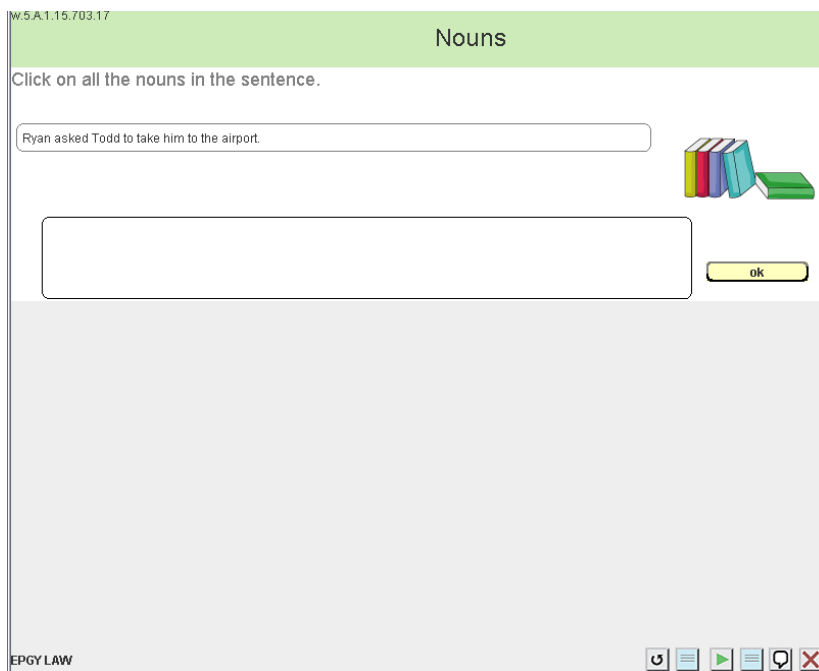 w.5.A.1.15.703.17
Nouns
Click on all the nouns in the sentence.
Ryan asked Todd to take him to the airport.
ok
EPGY LAW